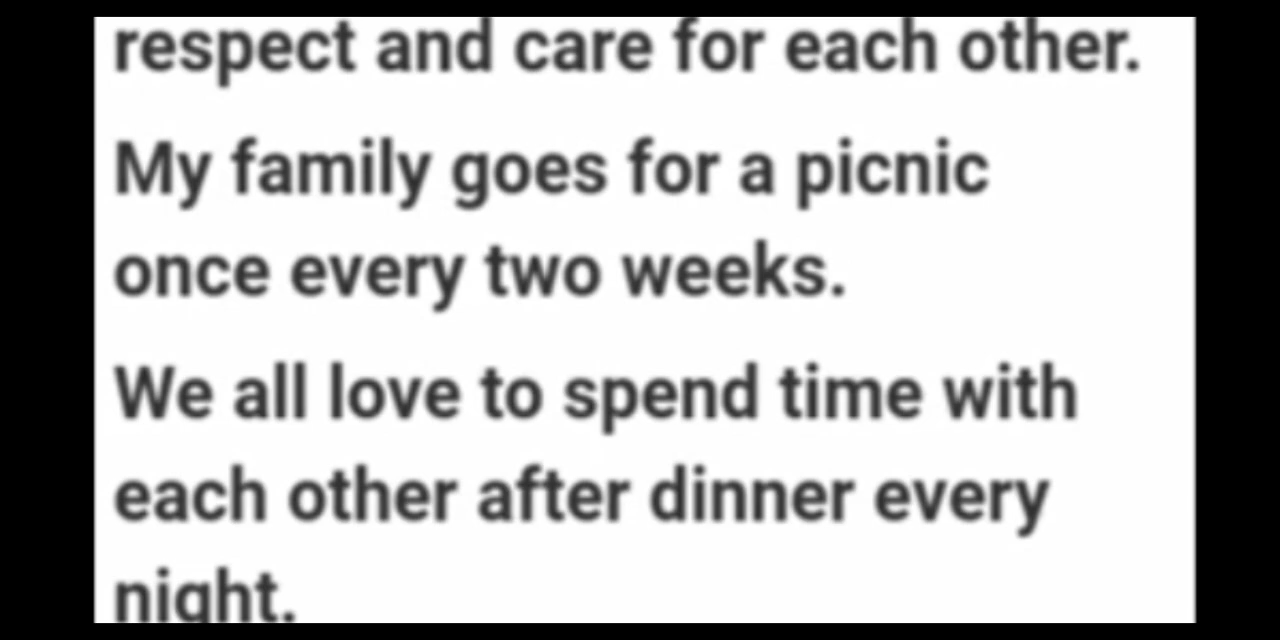 respect and care for each other.
My family goes for a picnic
once every two weeks.
We all love to spend time with
each other after dinner every
night.